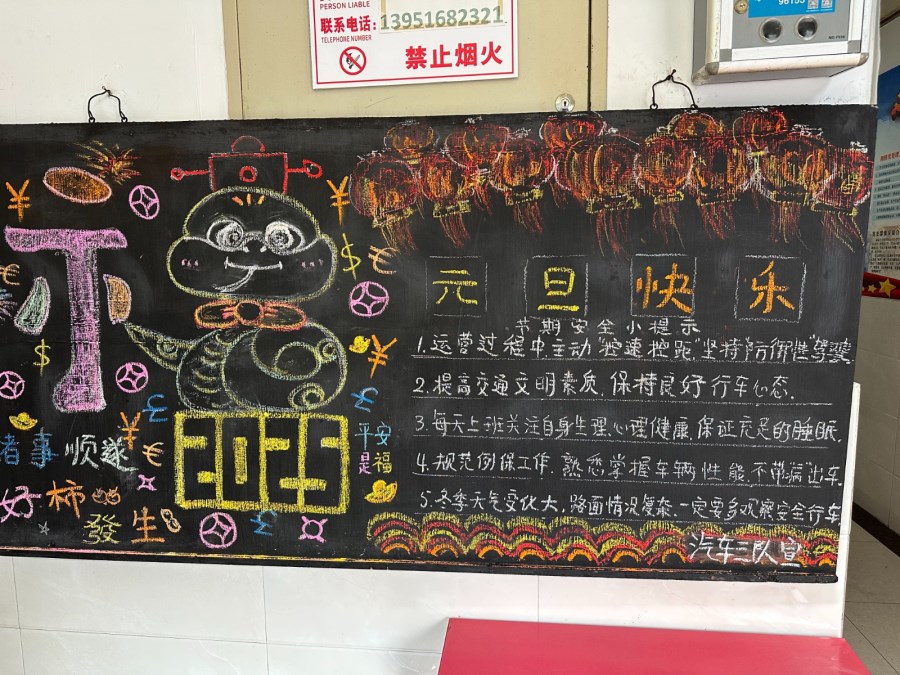 PERSON LIABLE
联系电话: 13951682321
TELEPHONE NUMBER
禁止烟火
元旦快乐
节期安全小提示
1.运营过程中主动“控速控距”坚持“防御性”驾驶.
2.提高交通文明素质.保持良好行车心态.
3.每天上班关注自身生理.心理健康.保证充足的睡眠.
4.规范例保工作.熟悉掌握车辆性能.不带“病”出车.
5.冬季天气变化大,路面情况复杂.一定要多观察安全行车
汽车三队宣
2025
平安
是福
者事 顺遂
好柿
發生